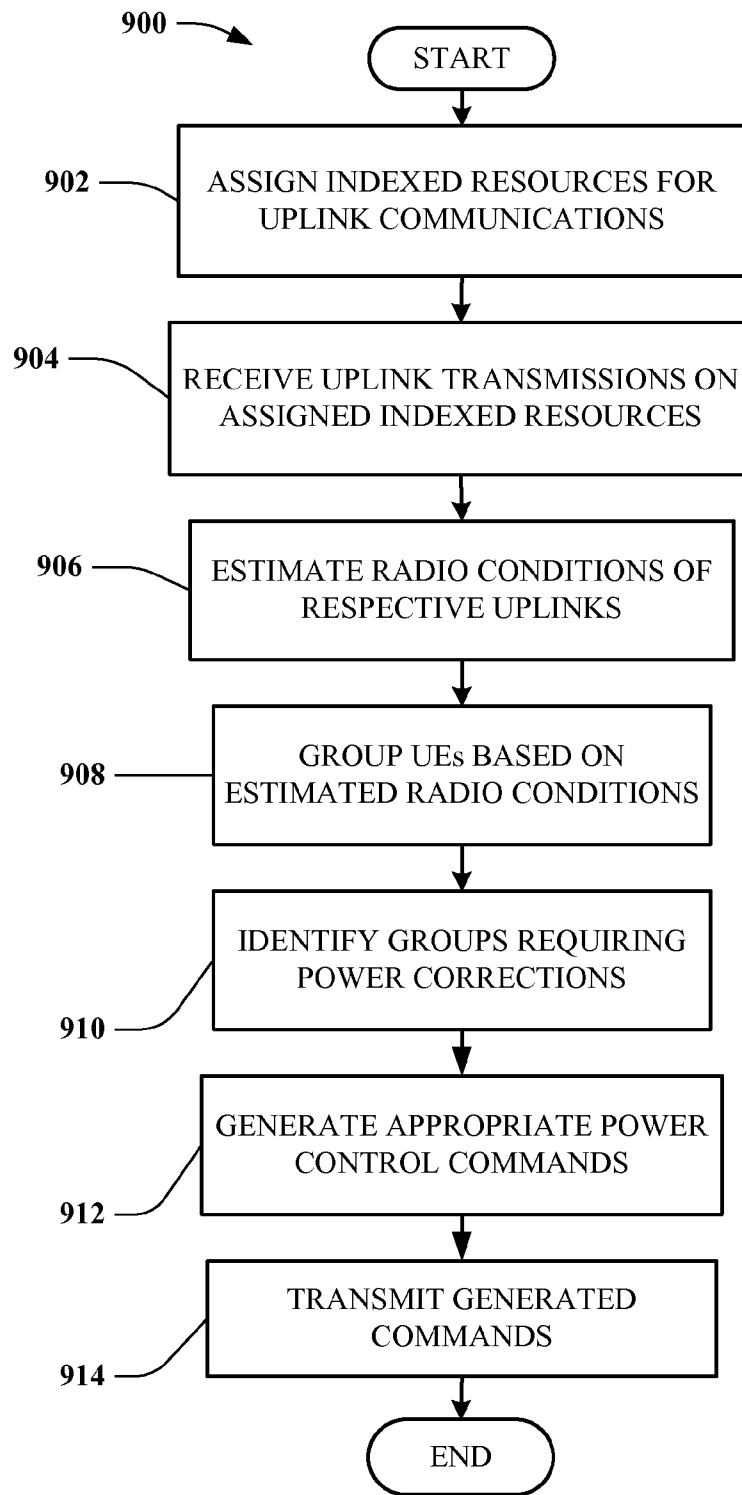 900
START
902
ASSIGN INDEXED RESOURCES FOR
UPLINK COMMUNICATIONS
904
RECEIVE UPLINK TRANSMISSIONS ON
ASSIGNED INDEXED RESOURCES
906
ESTIMATE RADIO CONDITIONS OF
RESPECTIVE UPLINKS
908
GROUP UEs BASED ON
ESTIMATED RADIO CONDITIONS
910
IDENTIFY GROUPS REQUIRING
POWER CORRECTIONS
912
GENERATE APPROPRIATE POWER
CONTROL COMMANDS
914
TRANSMIT GENERATED
COMMANDS
END